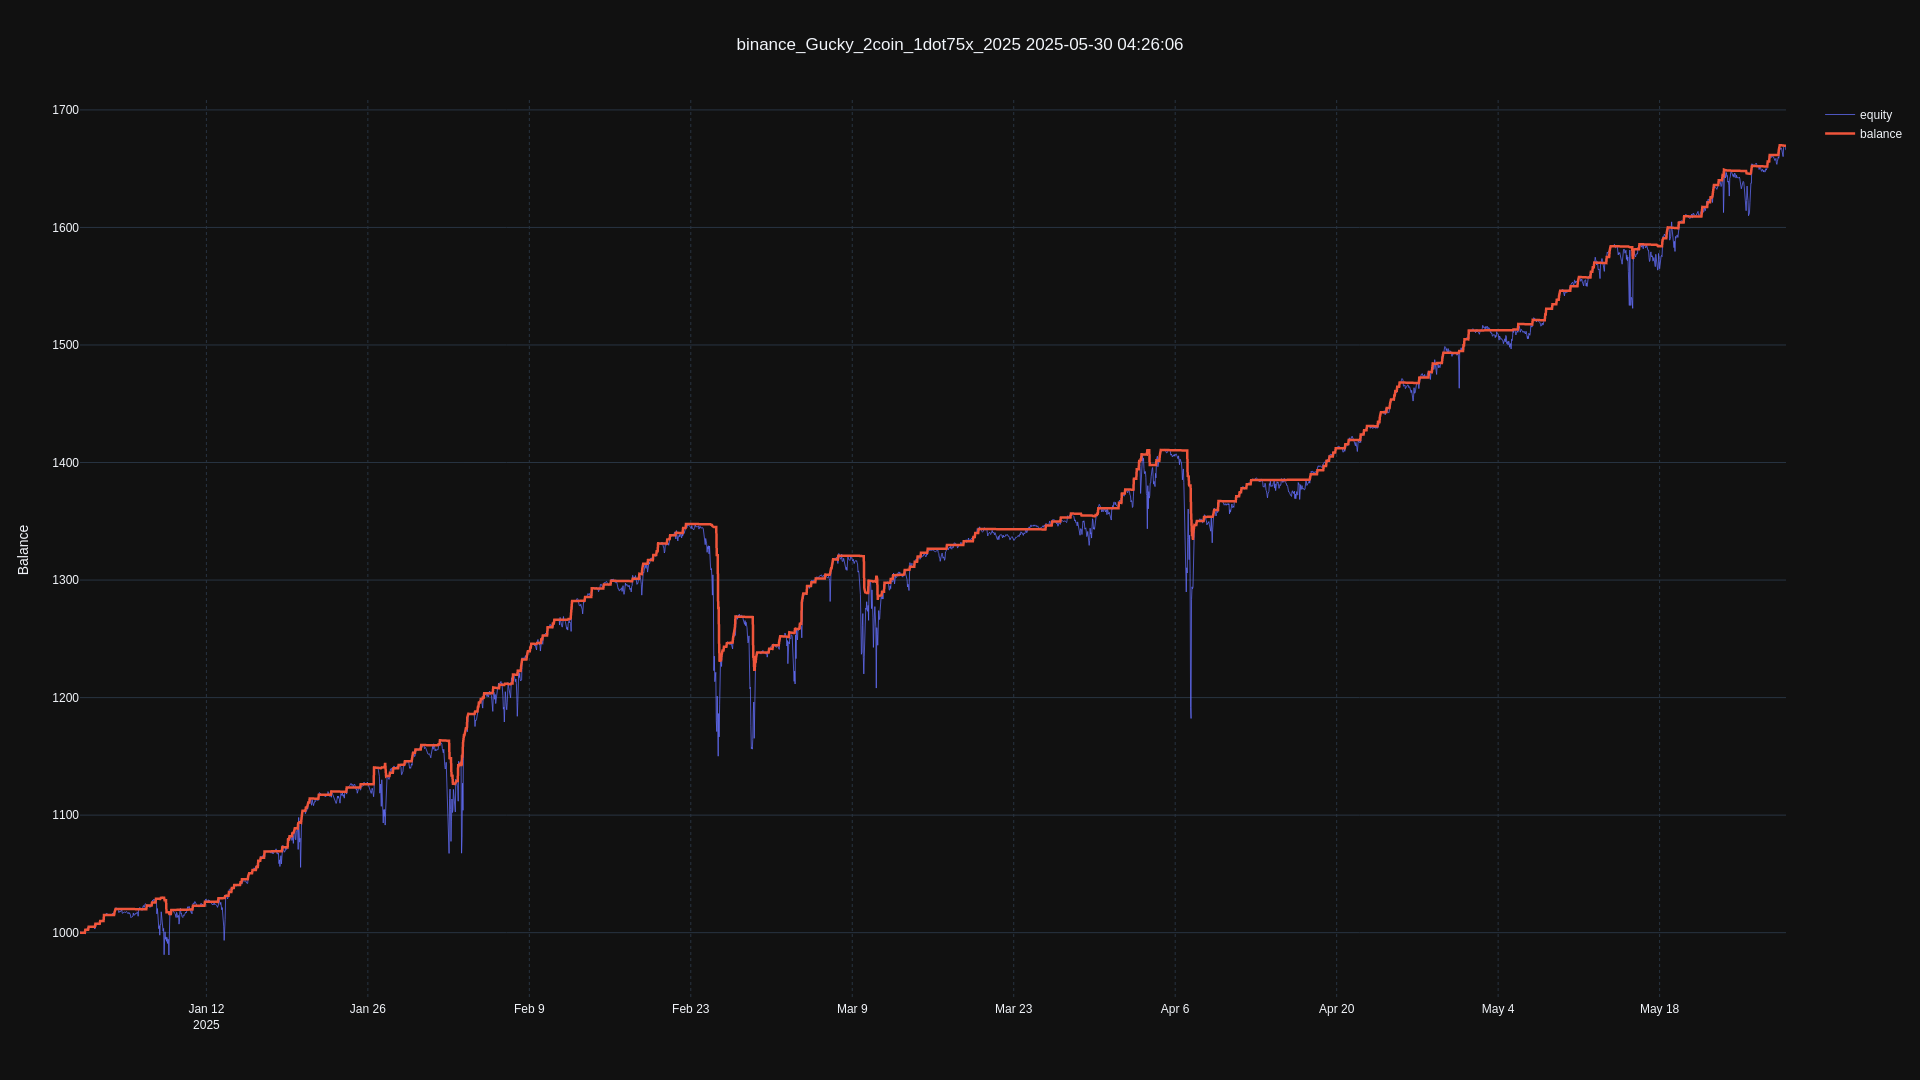 binance_Gucky_2coin_1dot75x_2025 2025-05-30 04:26:06
equity
balance
Balance
1700
1600
1500
1400
1300
1200
1100
1000
Jan 12
2025
Jan 26
Feb 9
Feb 23
Mar 9
Mar 23
Apr 6
Apr 20
May 4
May 18